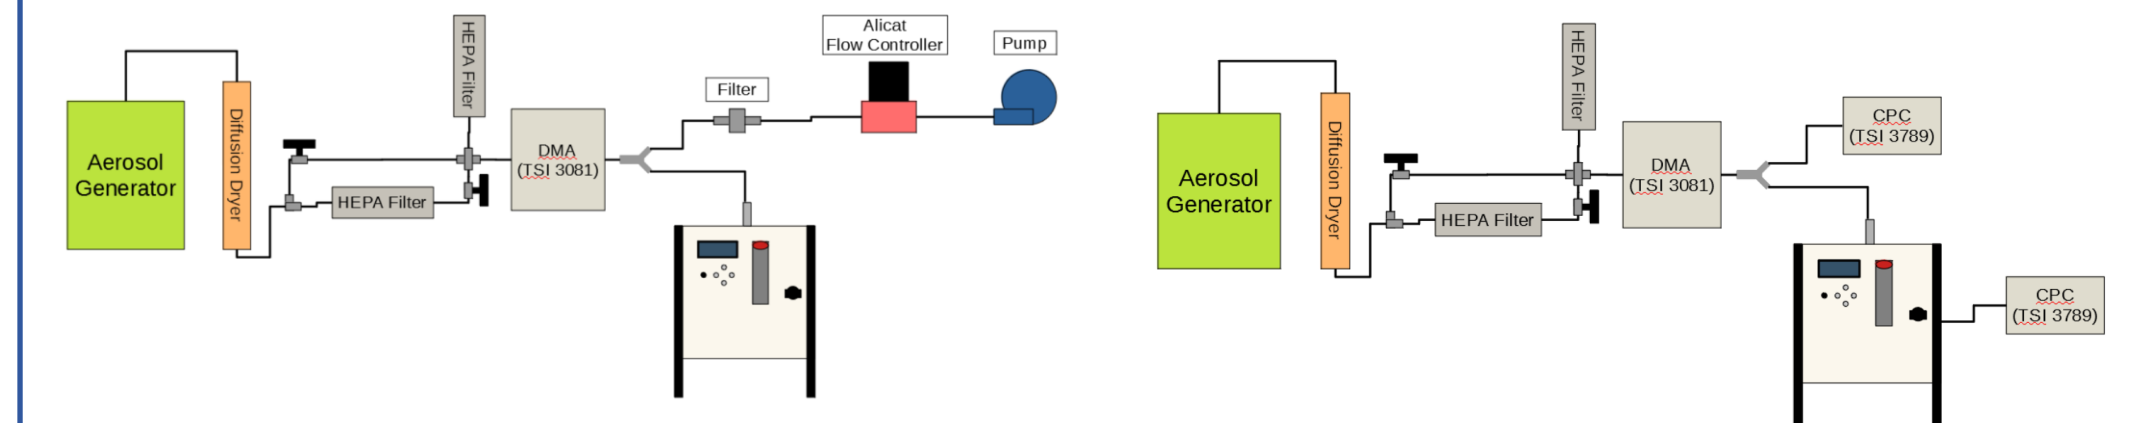 Aerosol
Generator
Diffusion Dryer
HEPA Filter
HEPA Filter
DMA
(TSI 3081)
Filter
Alicat
Flow Controller
Pump
Aerosol
Generator
Diffusion Dryer
HEPA Filter
HEPA Filter
DMA
(TSI 3081)
CPC
(TSI 3789)
CPC
(TSI 3789)